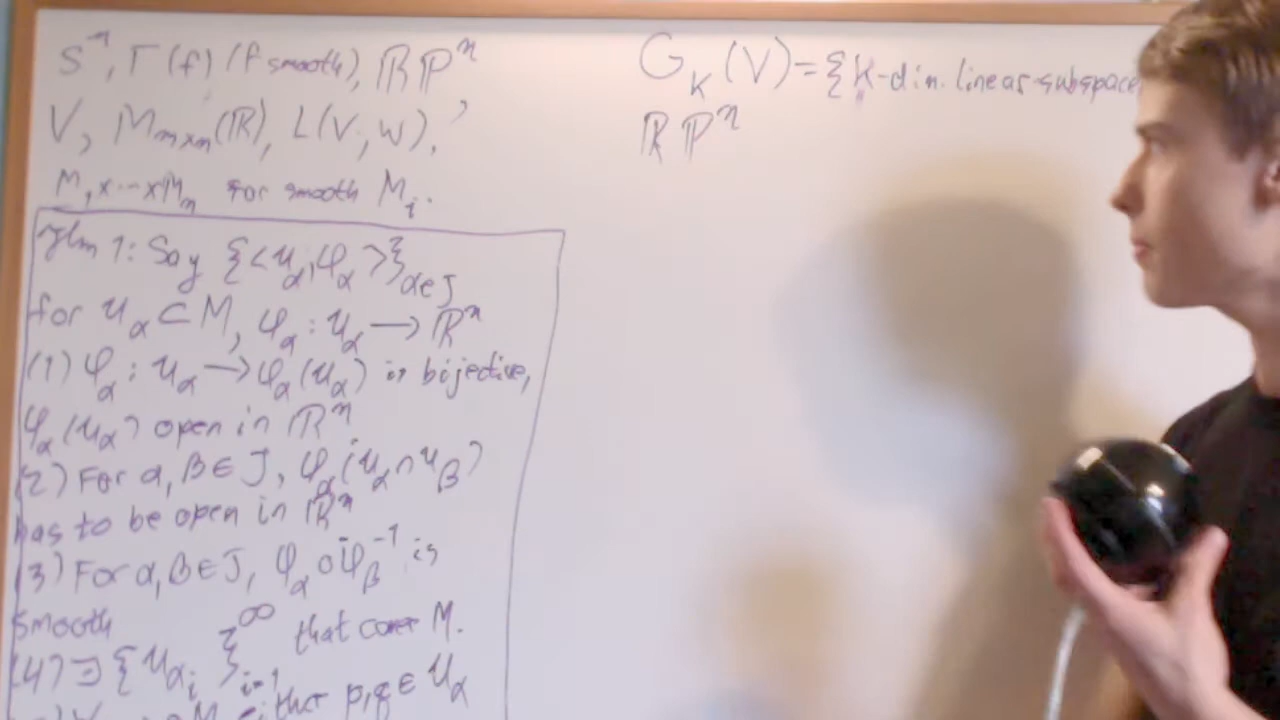 S^n, Γ(f) (f smooth), ℝℙ^n
V, M_{m×n}(ℝ), L(V, W),
M_1×...×M_n for smooth M_i.
Thm 1: Say {<U_α, φ_α>}_{α∈J}
for U_α ⊂ M, φ_α : U_α → ℝ^n
(1) φ_α : U_α → φ_α(U_α) is bijective,
φ_α(U_α) open in ℝ^n
(2) For α, β ∈ J, φ_α(U_α ∩ U_β)
has to be open in ℝ^n
(3) For α, β ∈ J, φ_α ∘ φ_β^{-1} is
smooth
(4) ∃ {U_{α_i}}_{i=1}^∞ that cover M.
p, q ∈ U_α
G_K(V) = {K-dim. linear subspace
ℝℙ^n